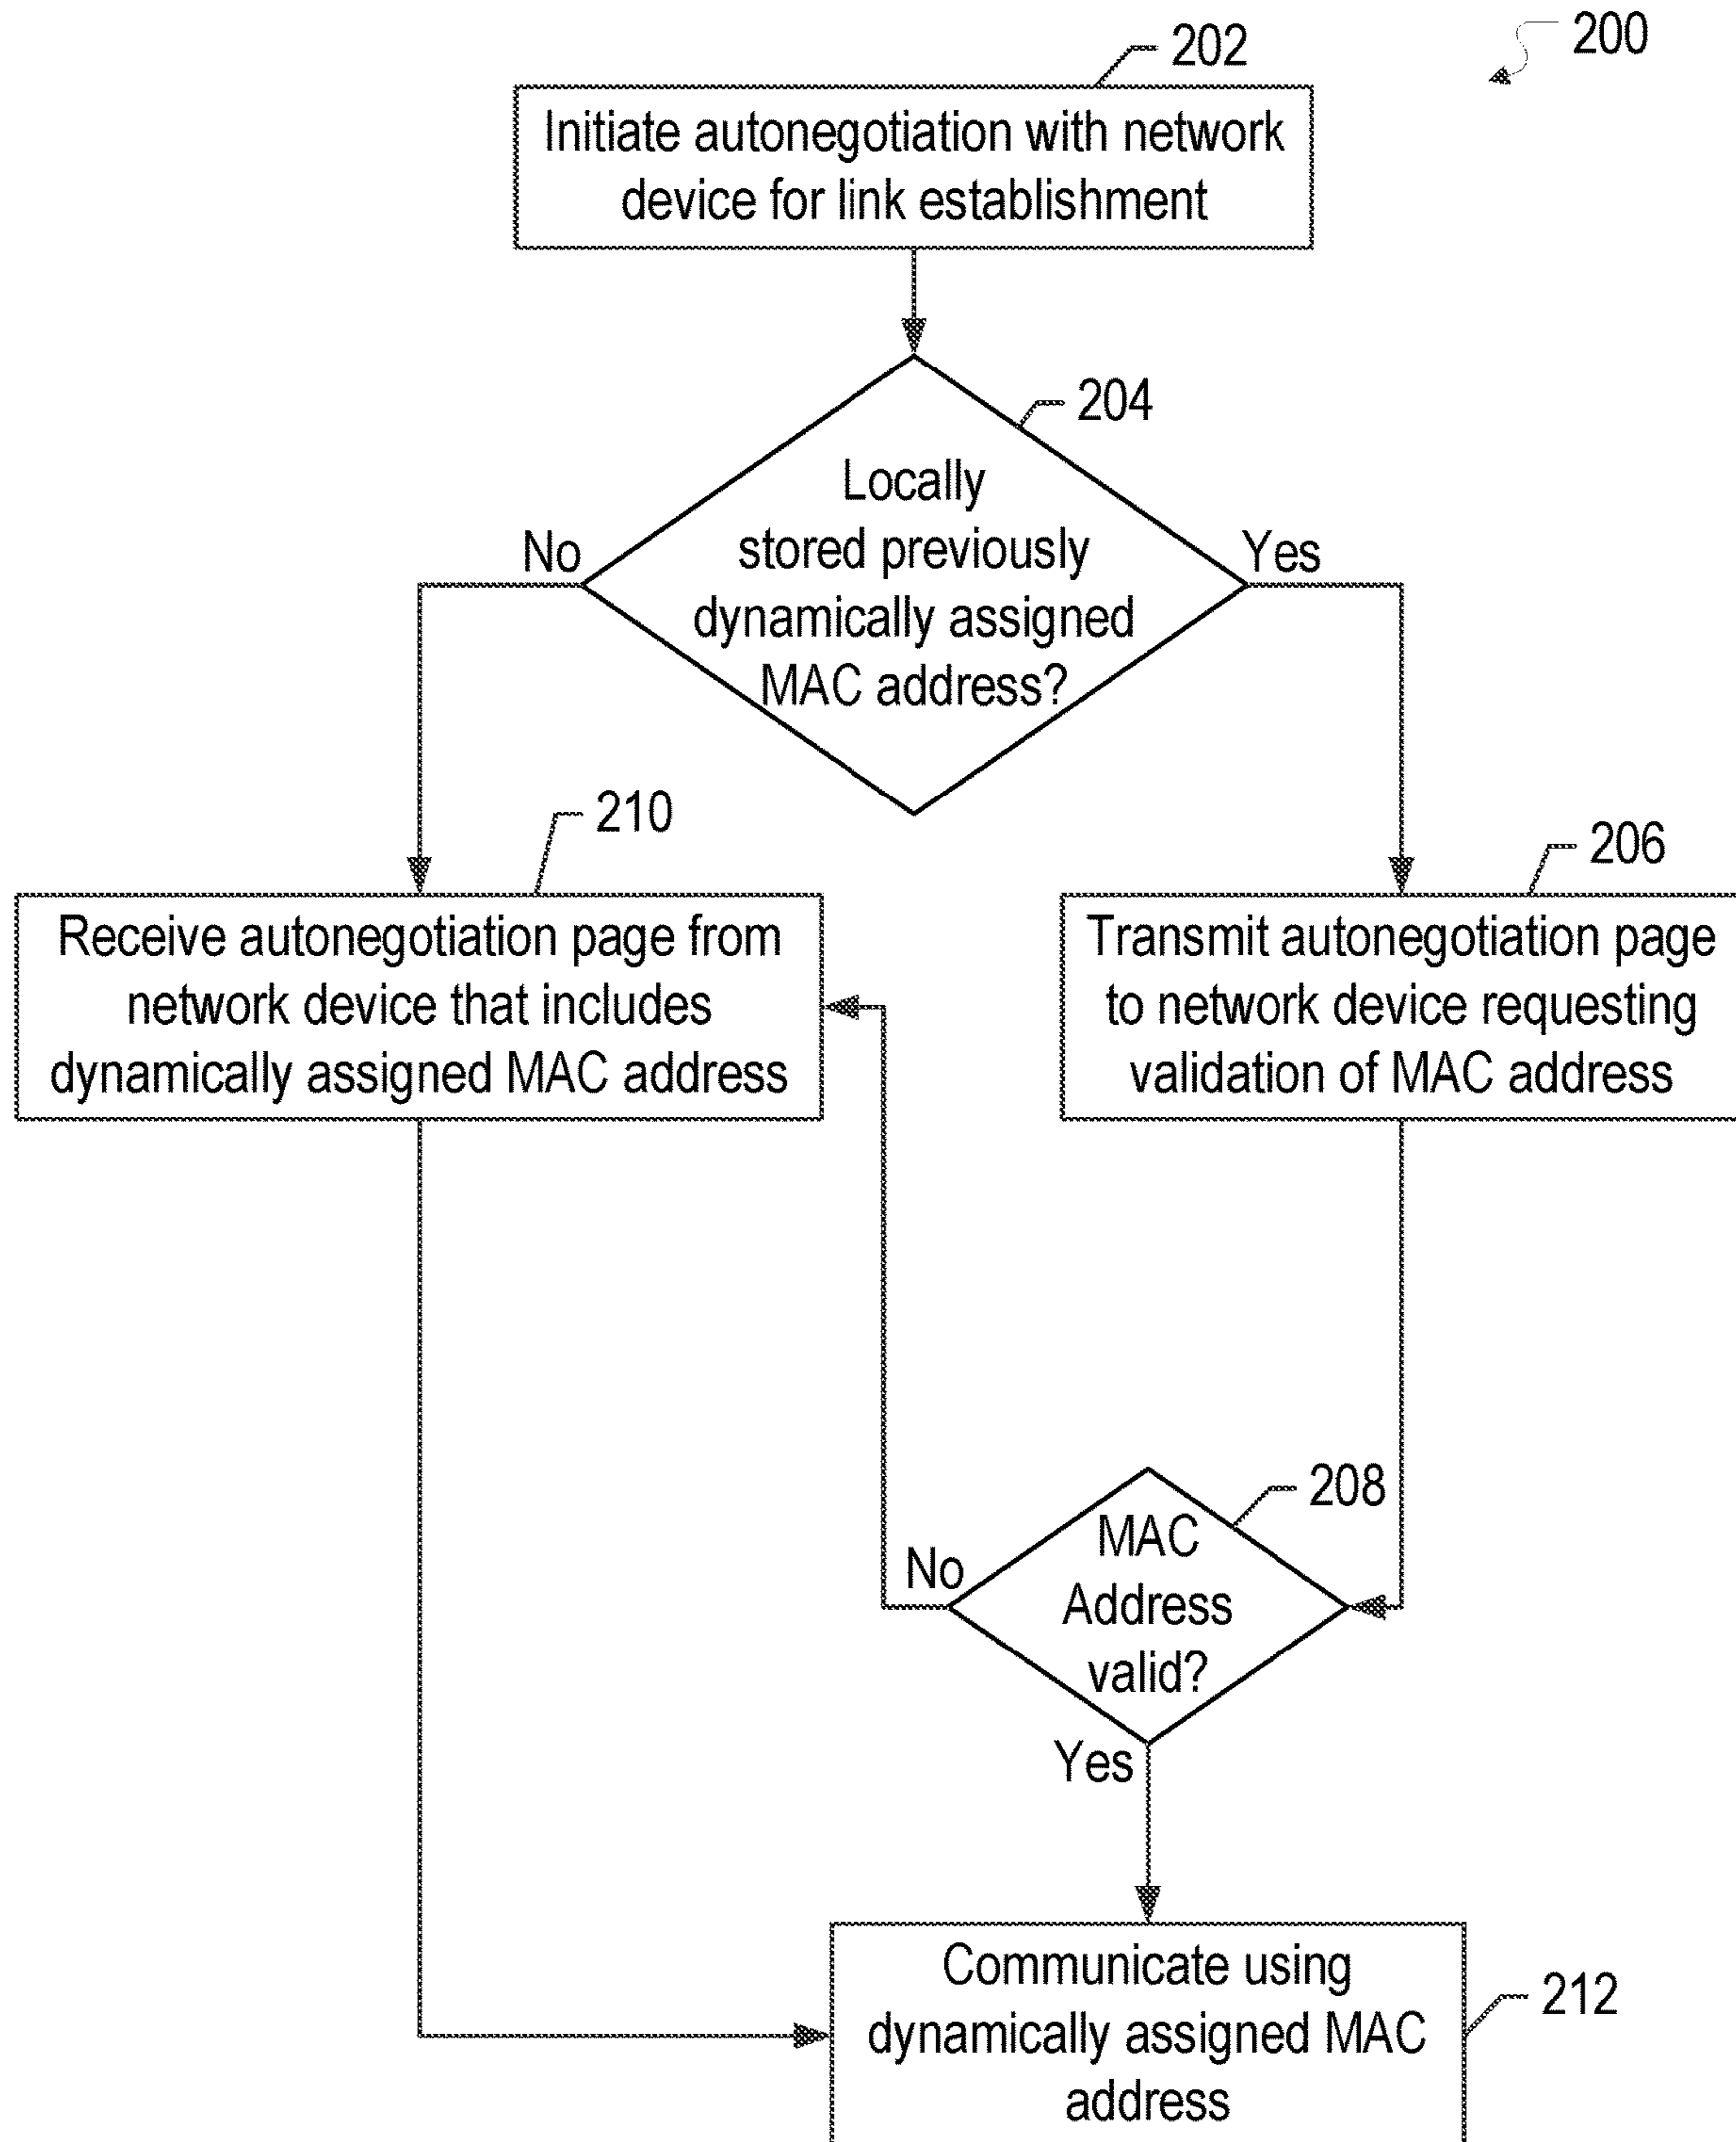 200
202
Initiate autonegotiation with network
device for link establishment
204
Locally
stored previously
dynamically assigned
MAC address?
No
Yes
210
Receive autonegotiation page from
network device that includes
dynamically assigned MAC address
206
Transmit autonegotiation page
to network device requesting
validation of MAC address
208
MAC
Address
valid?
No
Yes
Communicate using
dynamically assigned MAC
address
212